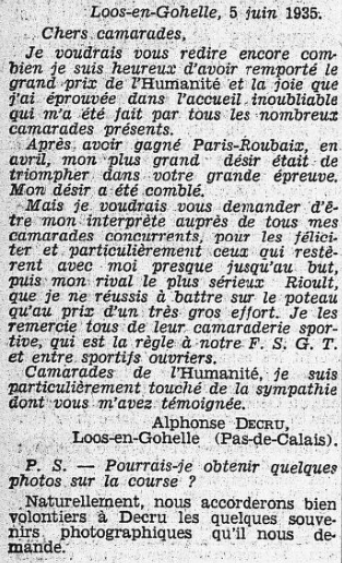 Loos-en-Gohelle, 5 juin 1935.
Chers camarades,
Je voudrais vous redire encore com-
bien je suis heureux d'avoir remporté le
grand prix de l'Humanité et la joie que
j'ai éprouvée dans l'accueil inoubliable
qui m'a été fait par tous les nombreux
camarades présents.
Après avoir gagné Paris-Roubaix, en
avril, mon plus grand désir était de
triompher dans votre grande épreuve.
Mon désir a été comblé.
Mais je voudrais vous demander d'ê-
tre mon interprète auprès de tous mes
camarades concurrents, pour les félici-
ter et particulièrement ceux qui restè-
rent avec moi presque jusqu'au but,
puis mon rival le plus sérieux Rioult,
que je ne réussis à battre sur le poteau
qu'au prix d'un très gros effort. Je les
remercie tous de leur camaraderie spor-
tive, qui est la règle à notre F. S. G. T.
et entre sportifs ouvriers.
Camarades de l'Humanité, je suis
particulièrement touché de la sympathie
dont vous m'avez témoignée.
Alphonse DECRU,
Loos-en-Gohelle (Pas-de-Calais).
P. S. — Pourrais-je obtenir quelques
photos sur la course ?
Naturellement, nous accorderons bien
volontiers à Decru les quelques souve-
nirs photographiques qu'il nous de-
mande.